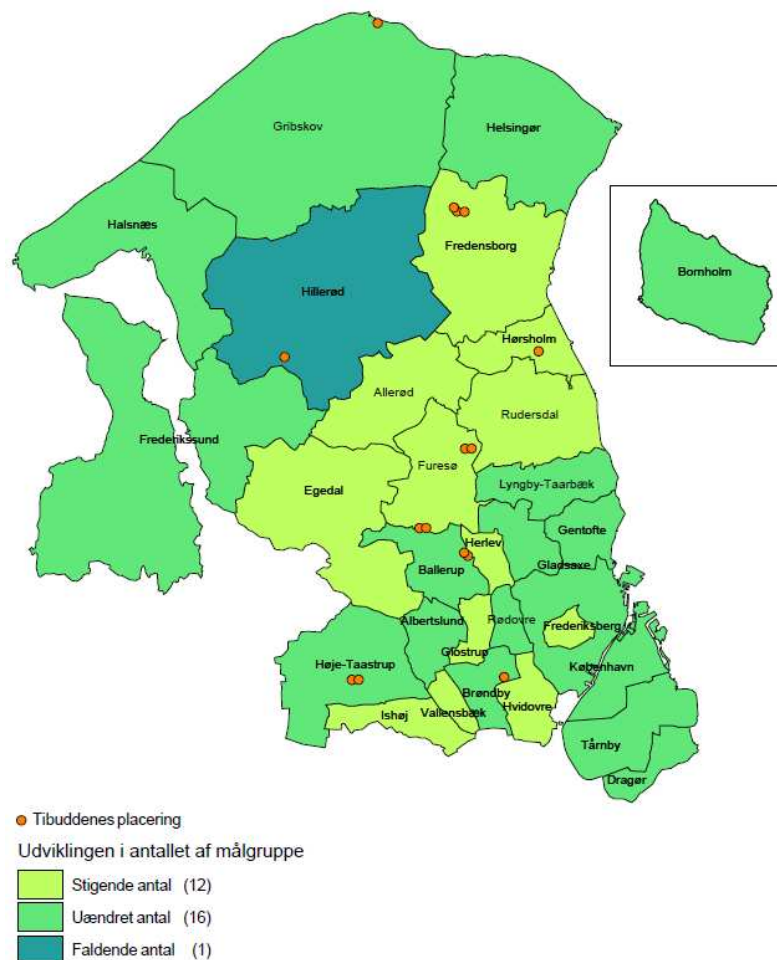 Gribskov
Helsingør
Halsnæs
Fredensborg
Bornholm
Hillerød
Hørsholm
Allerød
Rudersdal
Frederikssund
Furesø
Egedal
Lyngby-Taarbæk
Gentofte
Herlev
Gladsaxe
Ballerup
Albertslund
Rødovre
Frederiksberg
Glostrup
Høje-Taastrup
København
Brøndby
Hvidovre
Vallensbæk
Ishøj
Tårnby
Dragør
Tibuddenes placering
Udviklingen i antallet af målgruppe
Stigende antal (12)
Uændret antal (16)
Faldende antal (1)